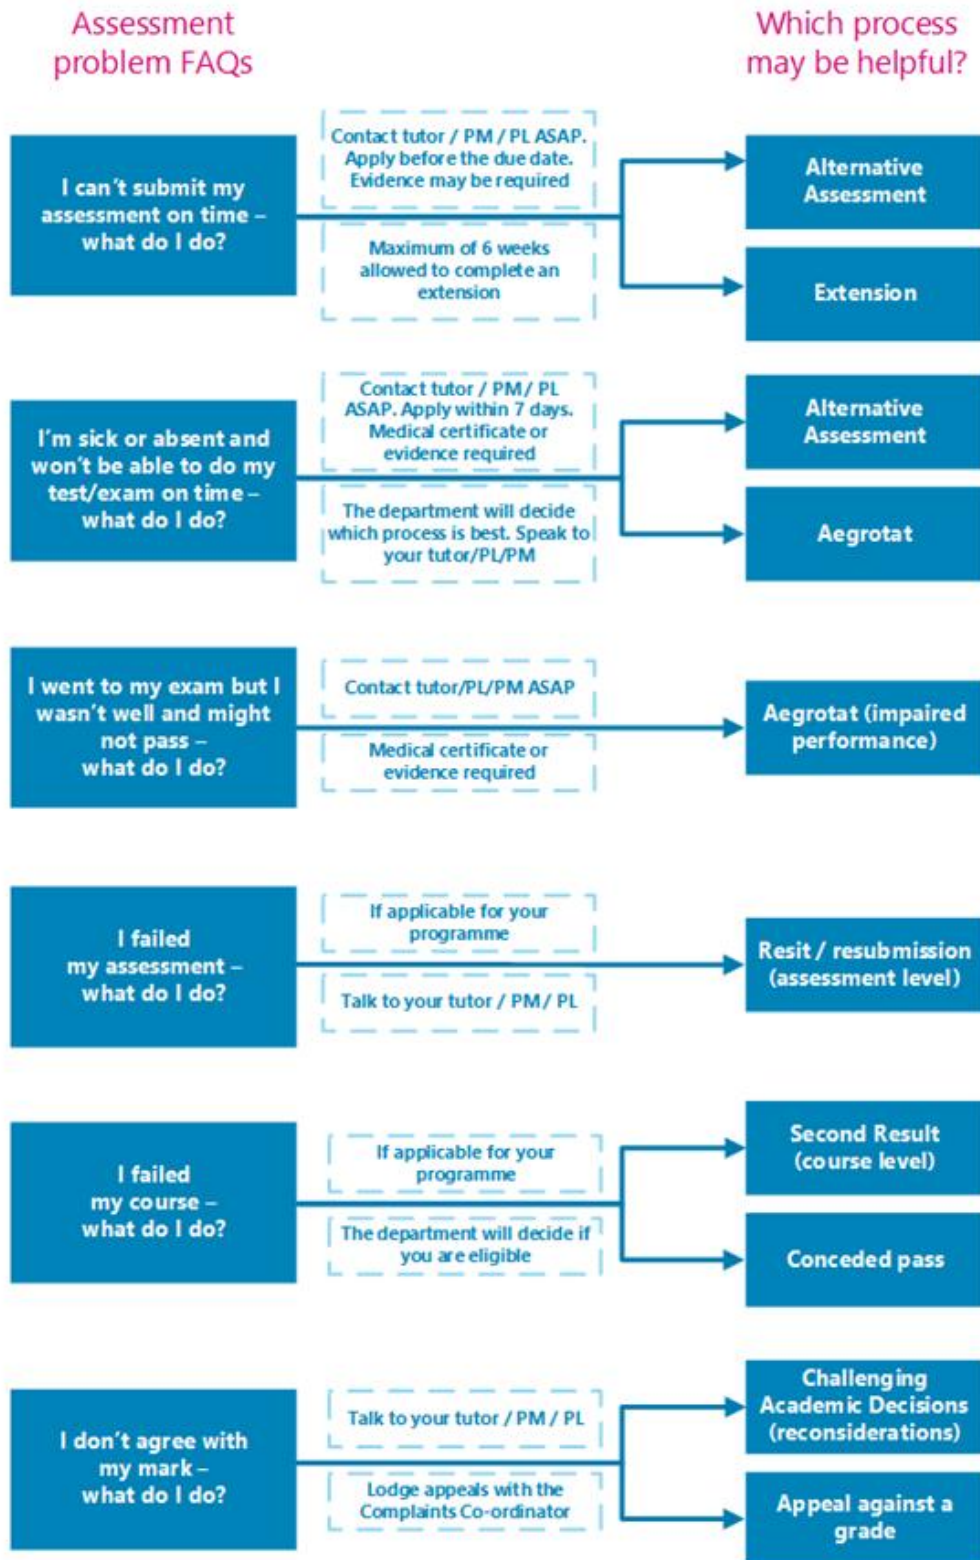 Assessment
problem FAQs
Which process
may be helpful?
I can't submit my
assessment on time –
what do I do?
Contact tutor / PM / PL ASAP.
Apply before the due date.
Evidence may be required
Maximum of 6 weeks
allowed to complete an
extension
Alternative
Assessment
Extension
I'm sick or absent and
won't be able to do my
test/exam on time –
what do I do?
Contact tutor / PM / PL
ASAP. Apply within 7 days.
Medical certificate or
evidence required
The department will decide
which process is best. Speak to
your tutor/PL/PM
Alternative
Assessment
Aegrotat
I went to my exam but I
wasn't well and might
not pass –
what do I do?
Contact tutor/PL/PM ASAP
Medical certificate or
evidence required
Aegrotat (impaired
performance)
I failed
my assessment –
what do I do?
If applicable for your
programme
Talk to your tutor / PM / PL
Resit / resubmission
(assessment level)
I failed
my course –
what do I do?
If applicable for your
programme
The department will decide if
you are eligible
Second Result
(course level)
Conceded pass
I don't agree with
my mark –
what do I do?
Talk to your tutor / PM / PL
Lodge appeals with the
Complaints Co-ordinator
Challenging
Academic Decisions
(reconsiderations)
Appeal against a
grade